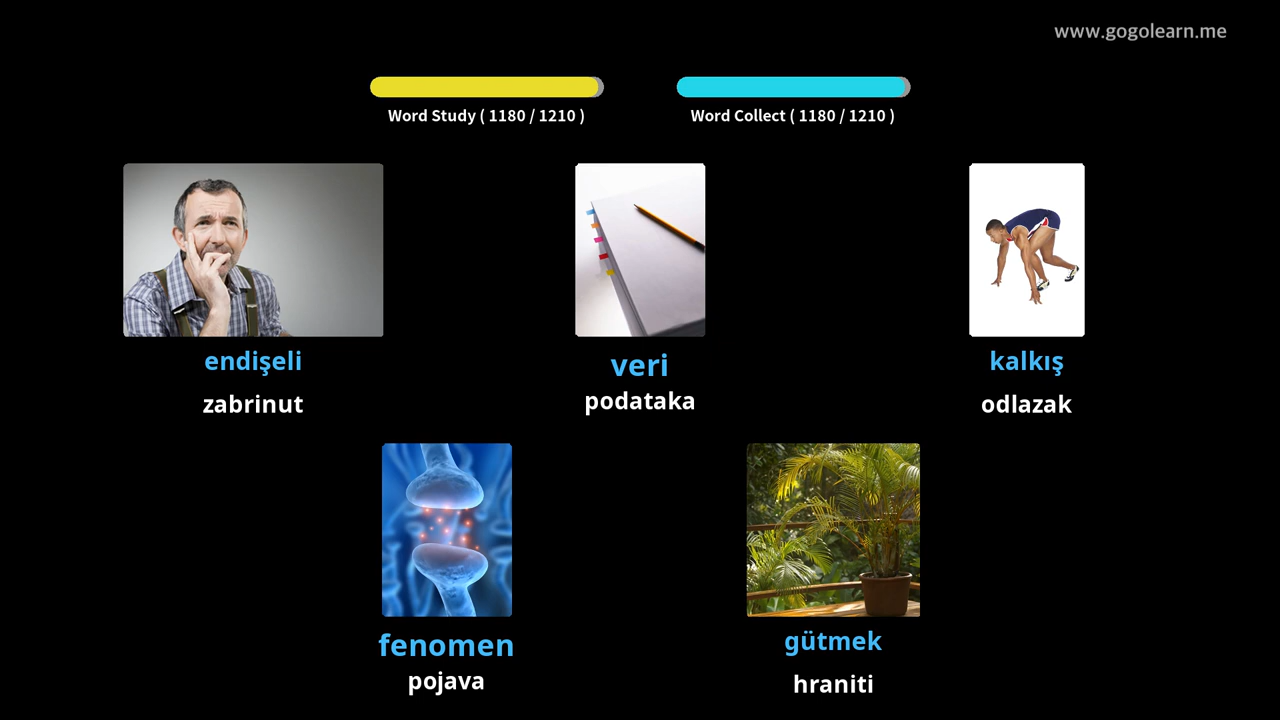 www.gogolearn.me
Word Study ( 1180 / 1210 )
Word Collect ( 1180 / 1210 )
endişeli
zabrinut
veri
podataka
kalkış
odlazak
fenomen
pojava
gütmek
hraniti